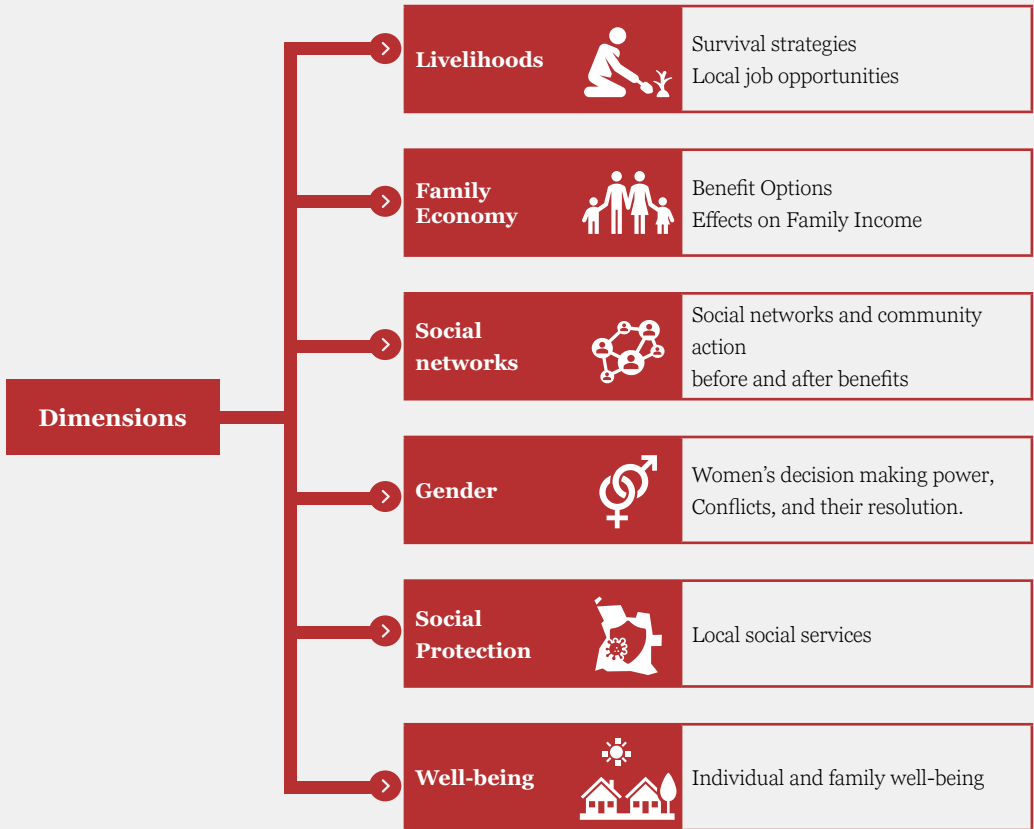 Dimensions
Livelihoods
Survival strategies
Local job opportunities
Family
Economy
Benefit Options
Effects on Family Income
Social
networks
Social networks and community
action
before and after benefits
Gender
Women’s decision making power,
Conflicts, and their resolution.
Social
Protection
Local social services
Well-being
Individual and family well-being